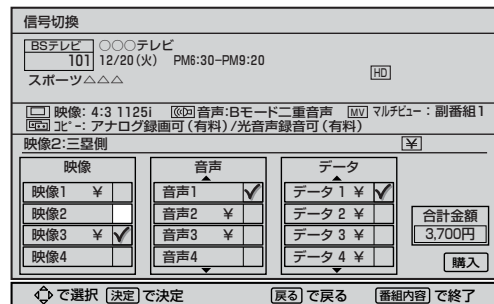 信号切換
BSテレビ ○○○テレビ
101 12/20(火) PM6:30-PM9:20
スポーツ△△△ HD
映像: 4:3 1125i 音声:Bモード二重音声 MV マルチビュー:副番組1
コピー: アナログ録画可(有料)/光音声録音可(有料)
映像2:三塁側 ¥
映像 音声 データ
映像1 ¥ 音声1 データ 1 ¥
映像2 音声2 ¥ データ 2 ¥
映像3 ¥ 音声3 ¥ データ 3 ¥
映像4 音声4 データ 4 ¥
合計金額
3,700円
購入
で選択 決定 で決定 戻る で戻る 番組内容 で終了